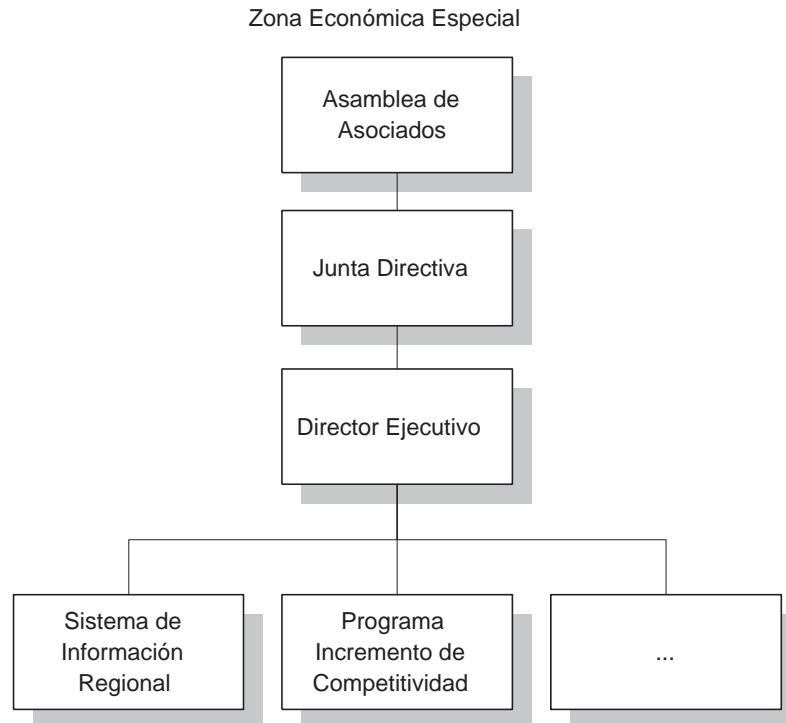 Zona Económica Especial
Asamblea de
Asociados
Junta Directiva
Director Ejecutivo
Sistema de
Información
Regional
Programa
Incremento de
Competitividad
...